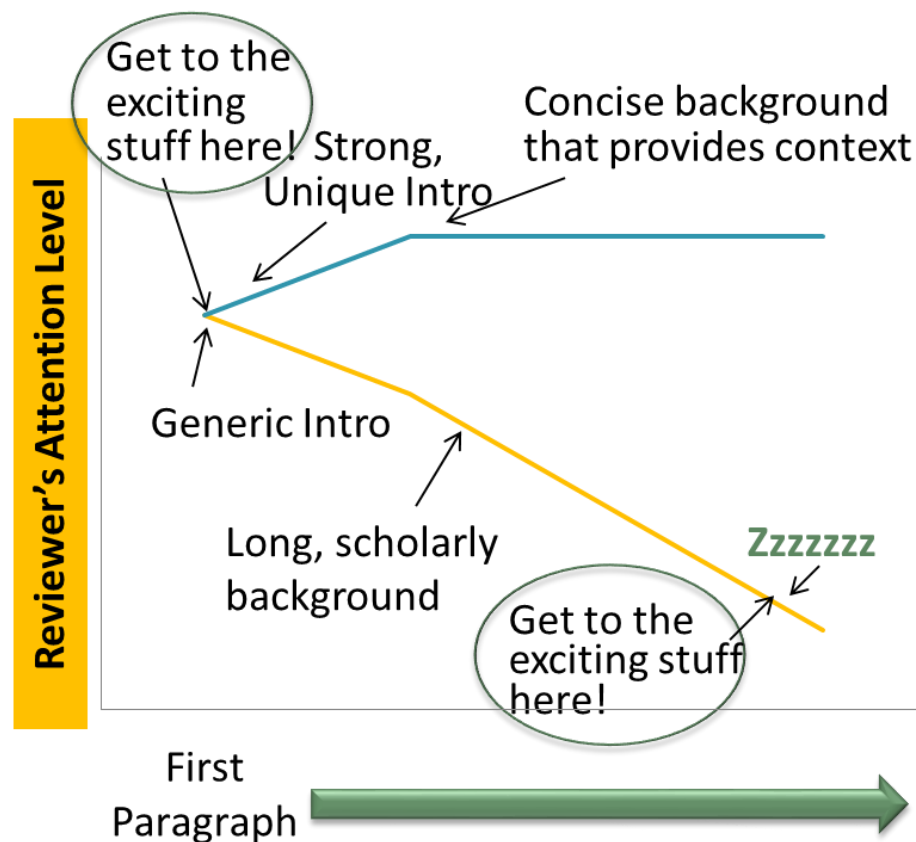 Get to the
exciting
stuff here!
Strong,
Unique Intro
Concise background
that provides context
Reviewer's Attention Level
Generic Intro
Long, scholarly
background
Zzzzzzz
Get to the
exciting stuff
here!
First
Paragraph